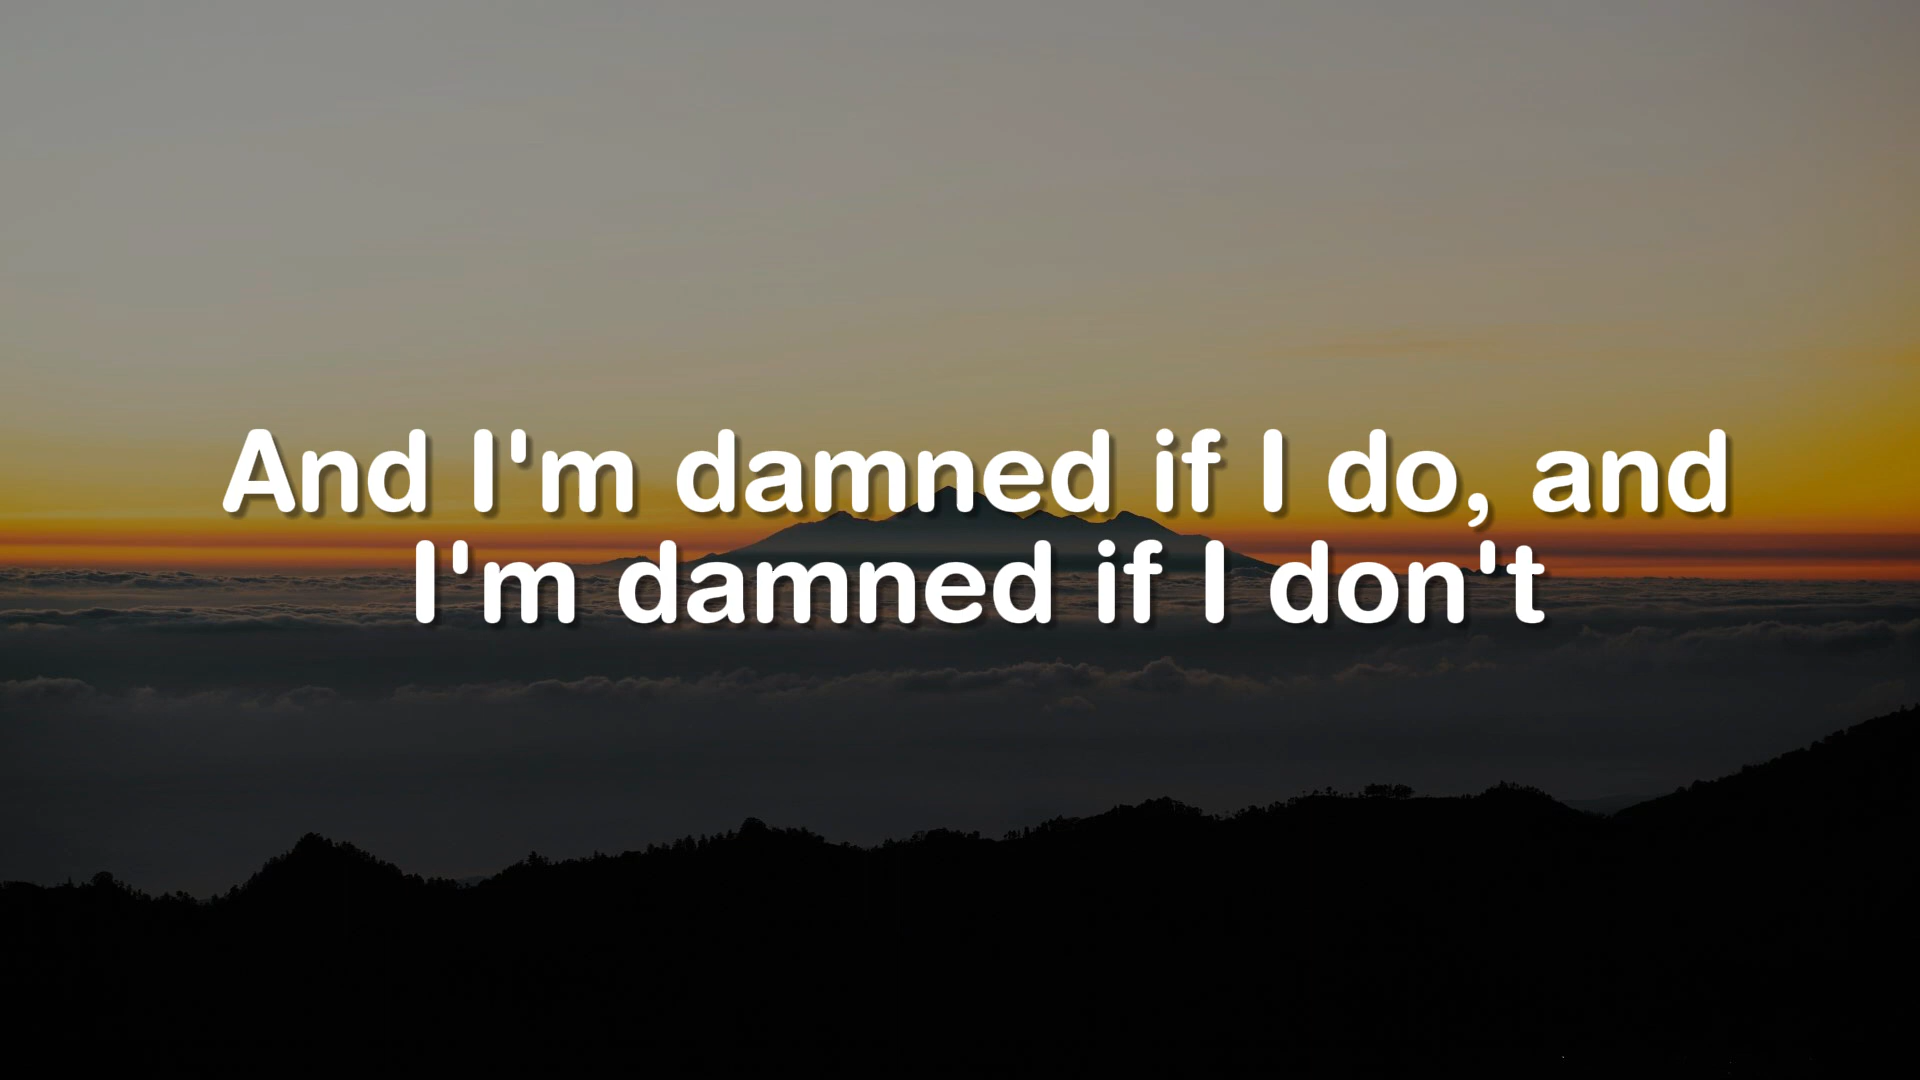 And I'm damned if I do, and
I'm damned if I don't